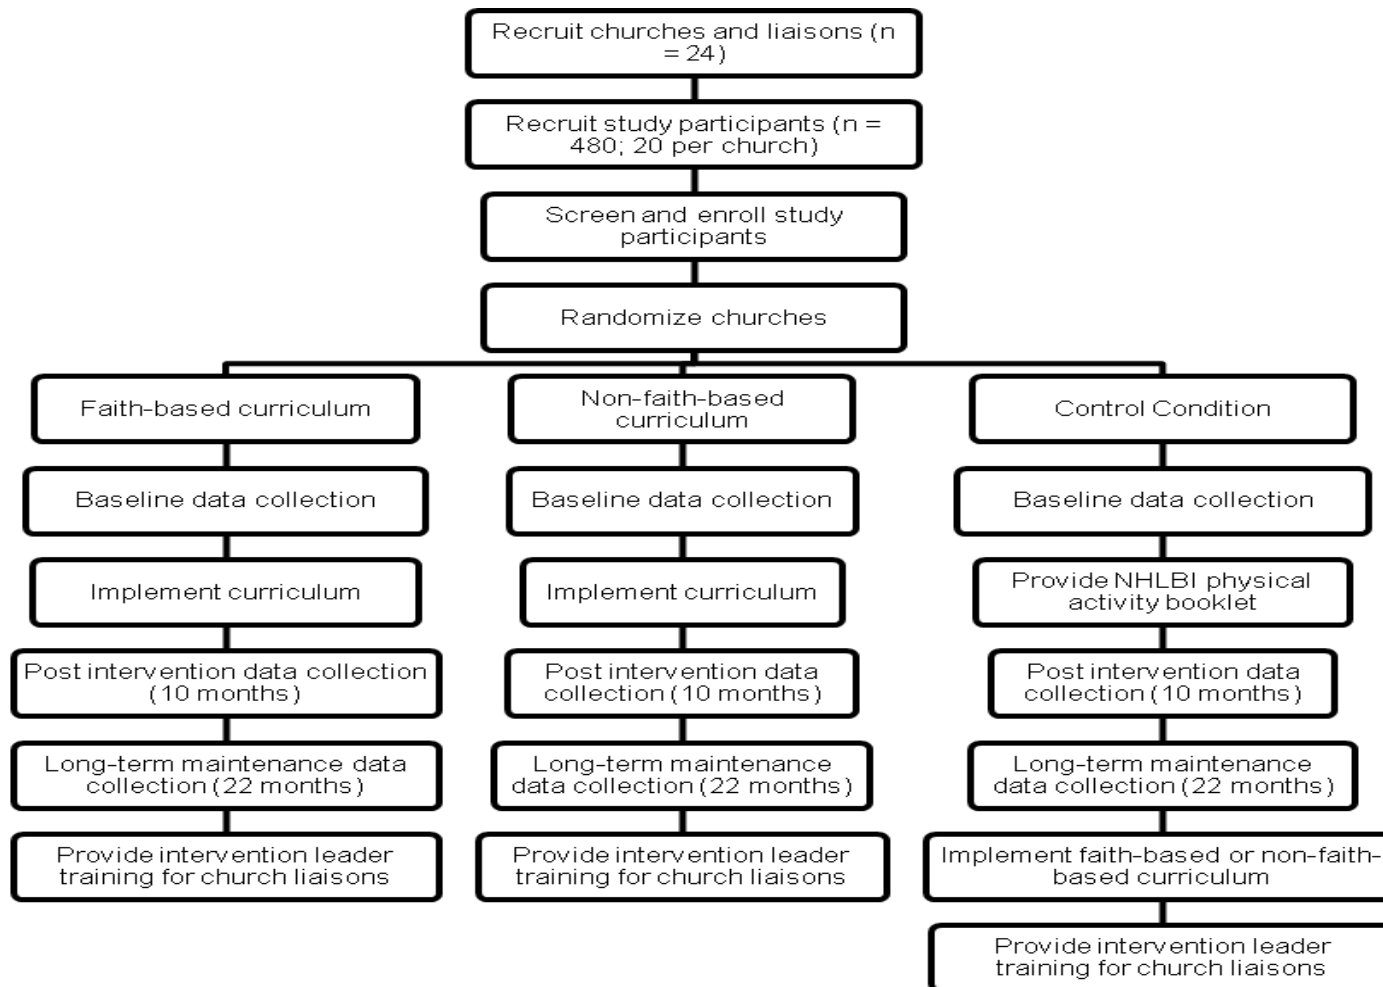 Recruit churches and liaisons (n
= 24)
Recruit study participants (n =
480; 20 per church)
Screen and enroll study
participants
Randomize churches
Faith-based curriculum
Baseline data collection
Implement curriculum
Post intervention data collection
(10 months)
Long-term maintenance data
collection (22 months)
Provide intervention leader
training for church liaisons
Non-faith-based
curriculum
Baseline data collection
Implement curriculum
Post intervention data
collection (10 months)
Long-term maintenance
data collection (22 months)
Provide intervention leader
training for church liaisons
Control Condition
Baseline data collection
Provide NHLBI physical
activity booklet
Post intervention data
collection (10 months)
Long-term maintenance
data collection (22 months)
Implement faith-based or non-faith-
based curriculum
Provide intervention leader
training for church liaisons